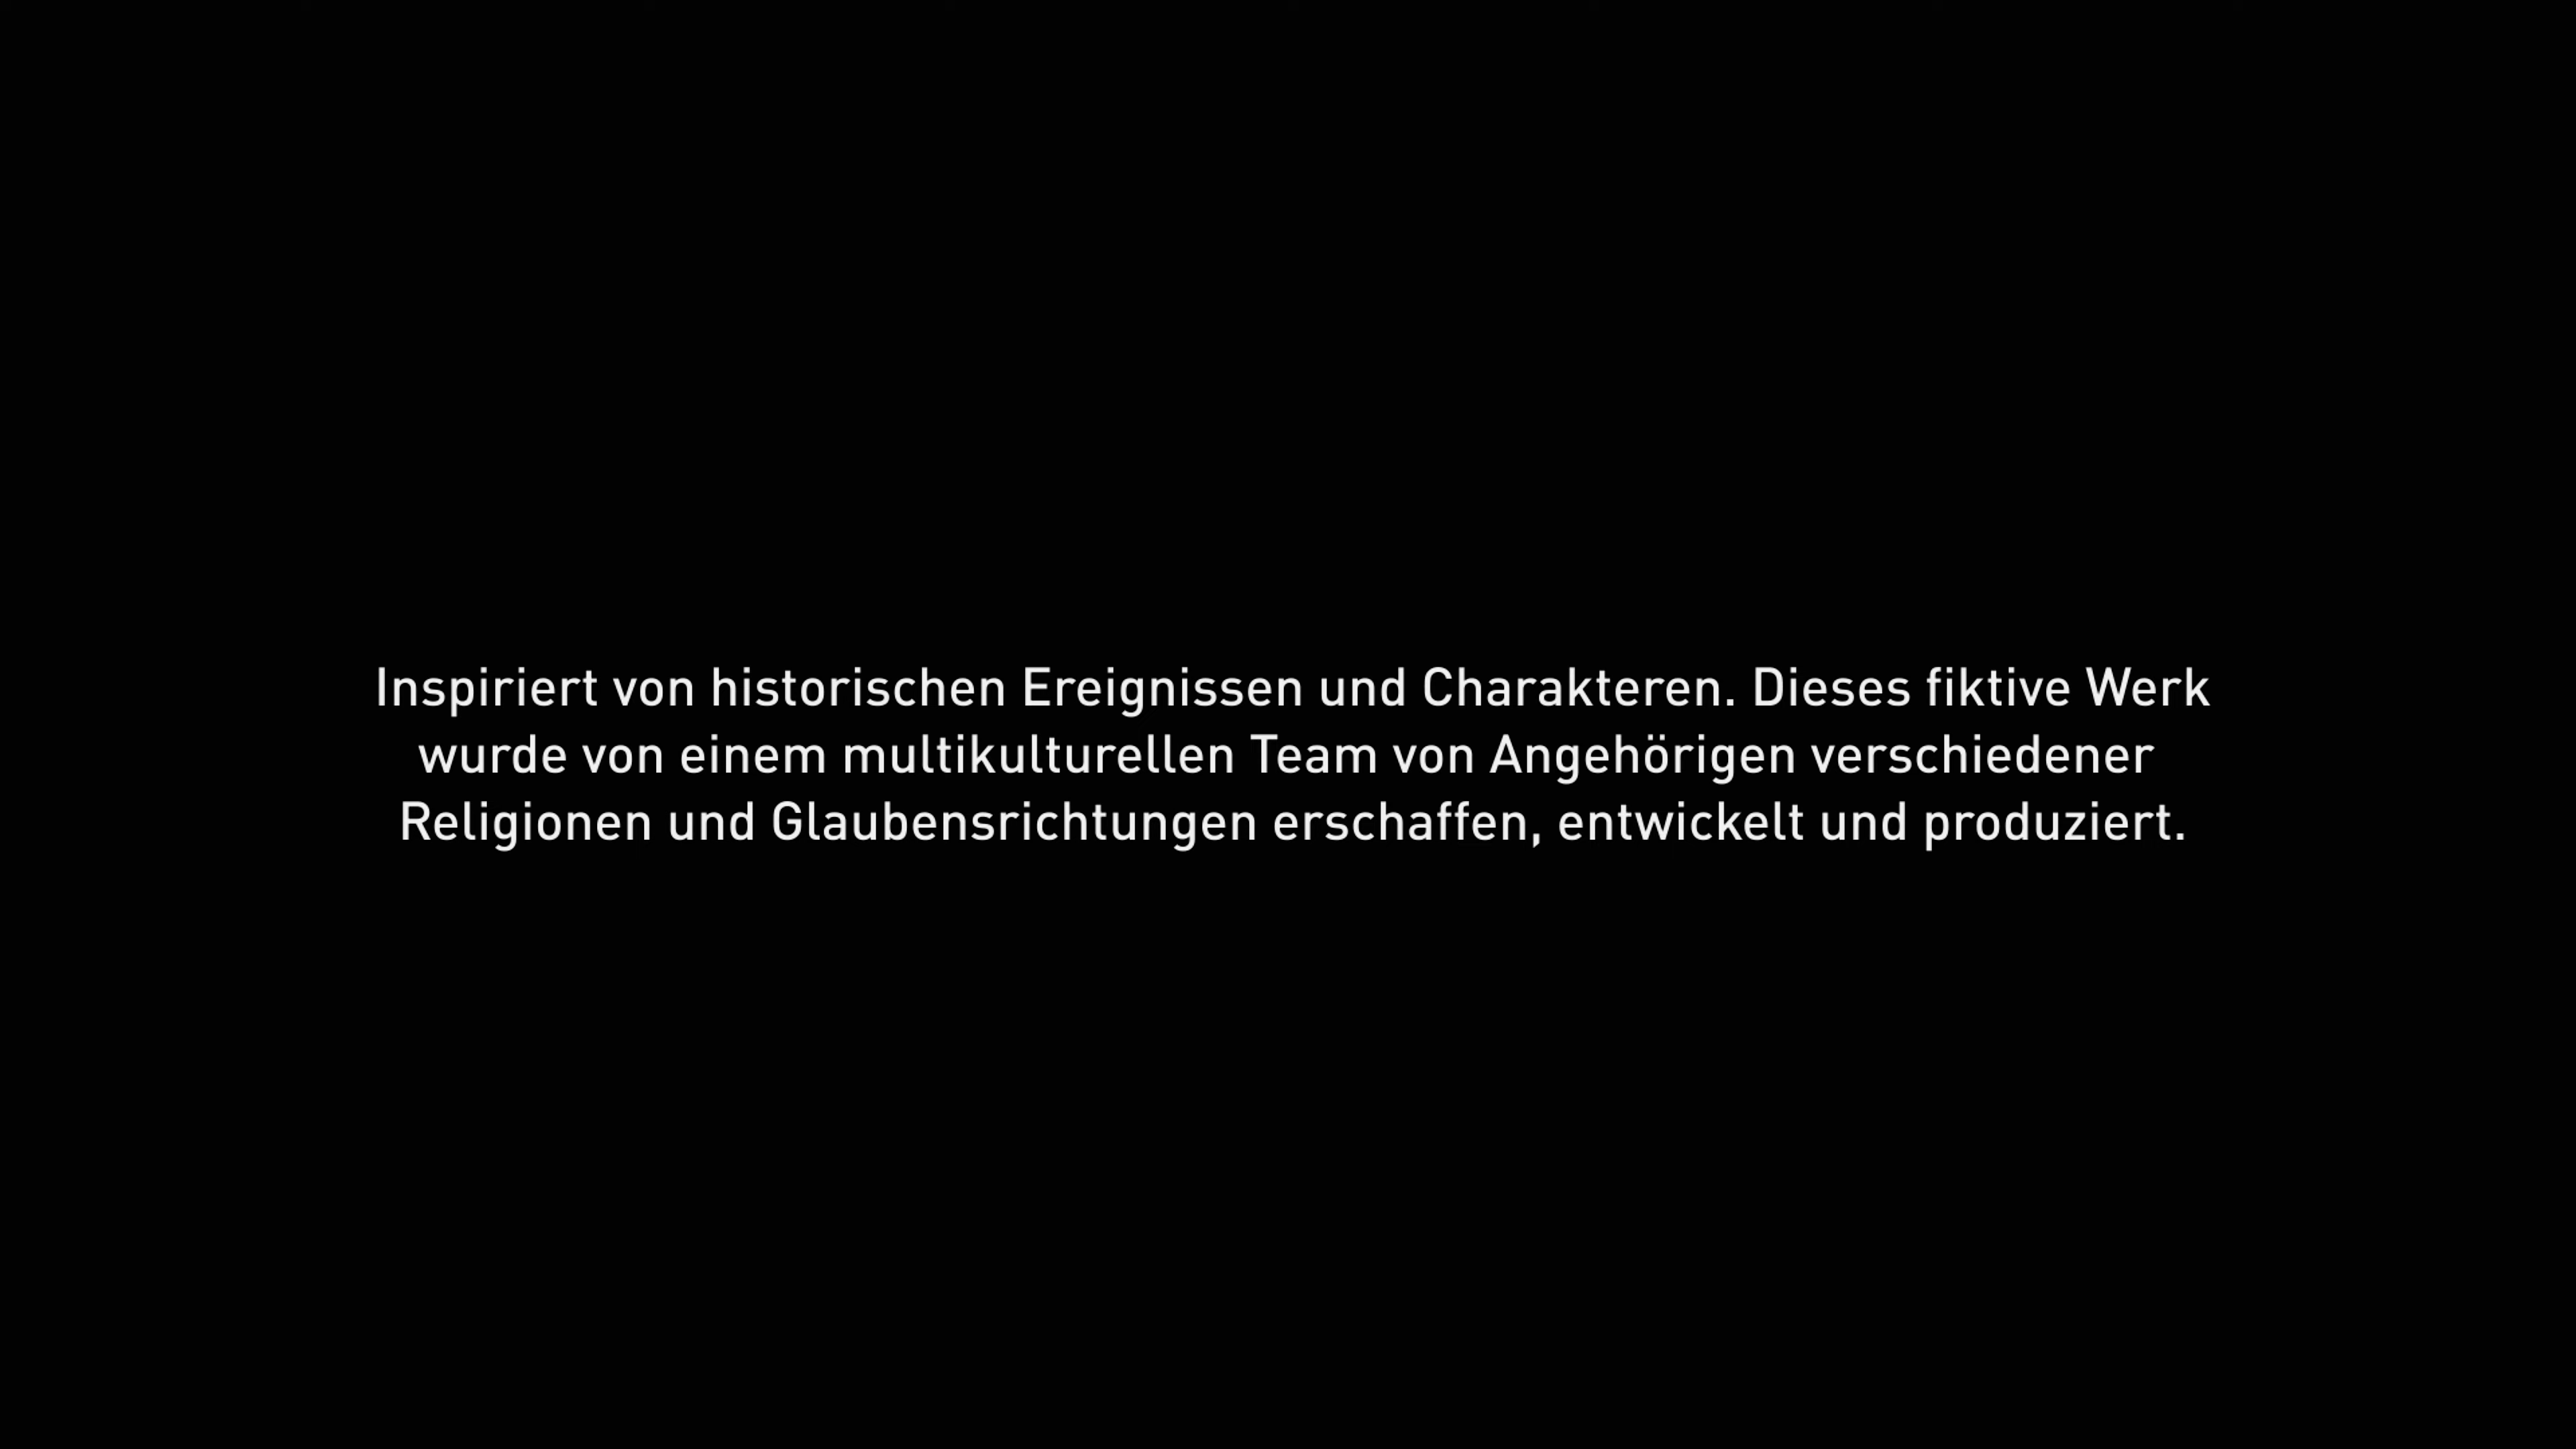 Inspiriert von historischen Ereignissen und Charakteren. Dieses fiktive Werk
wurde von einem multikulturellen Team von Angehörigen verschiedener
Religionen und Glaubensrichtungen erschaffen, entwickelt und produziert.